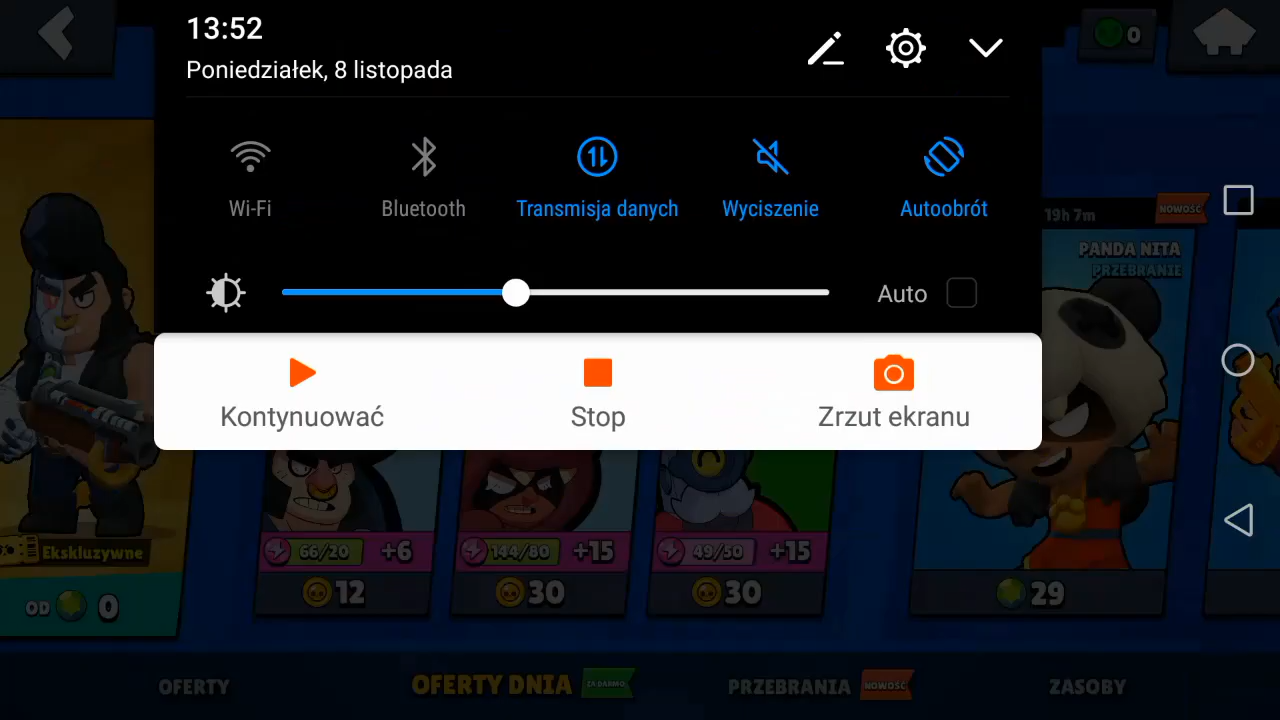 13:52
Poniedziałek, 8 listopada
0
Wi-Fi
Bluetooth
Transmisja danych
Wyciszenie
Autoobrót
19h 7m
NOWOŚĆ
PANDA NITA
PRZEBRANIE
Auto
Kontynuować
Stop
Zrzut ekranu
Ekskluzywne
66/20 +6
144/80 +15
49/50 +15
OD 0
12
30
30
29
OFERTY
OFERTY DNIA
ZA DARMO
PRZEBRANIA
NOWOŚĆ
ZASOBY